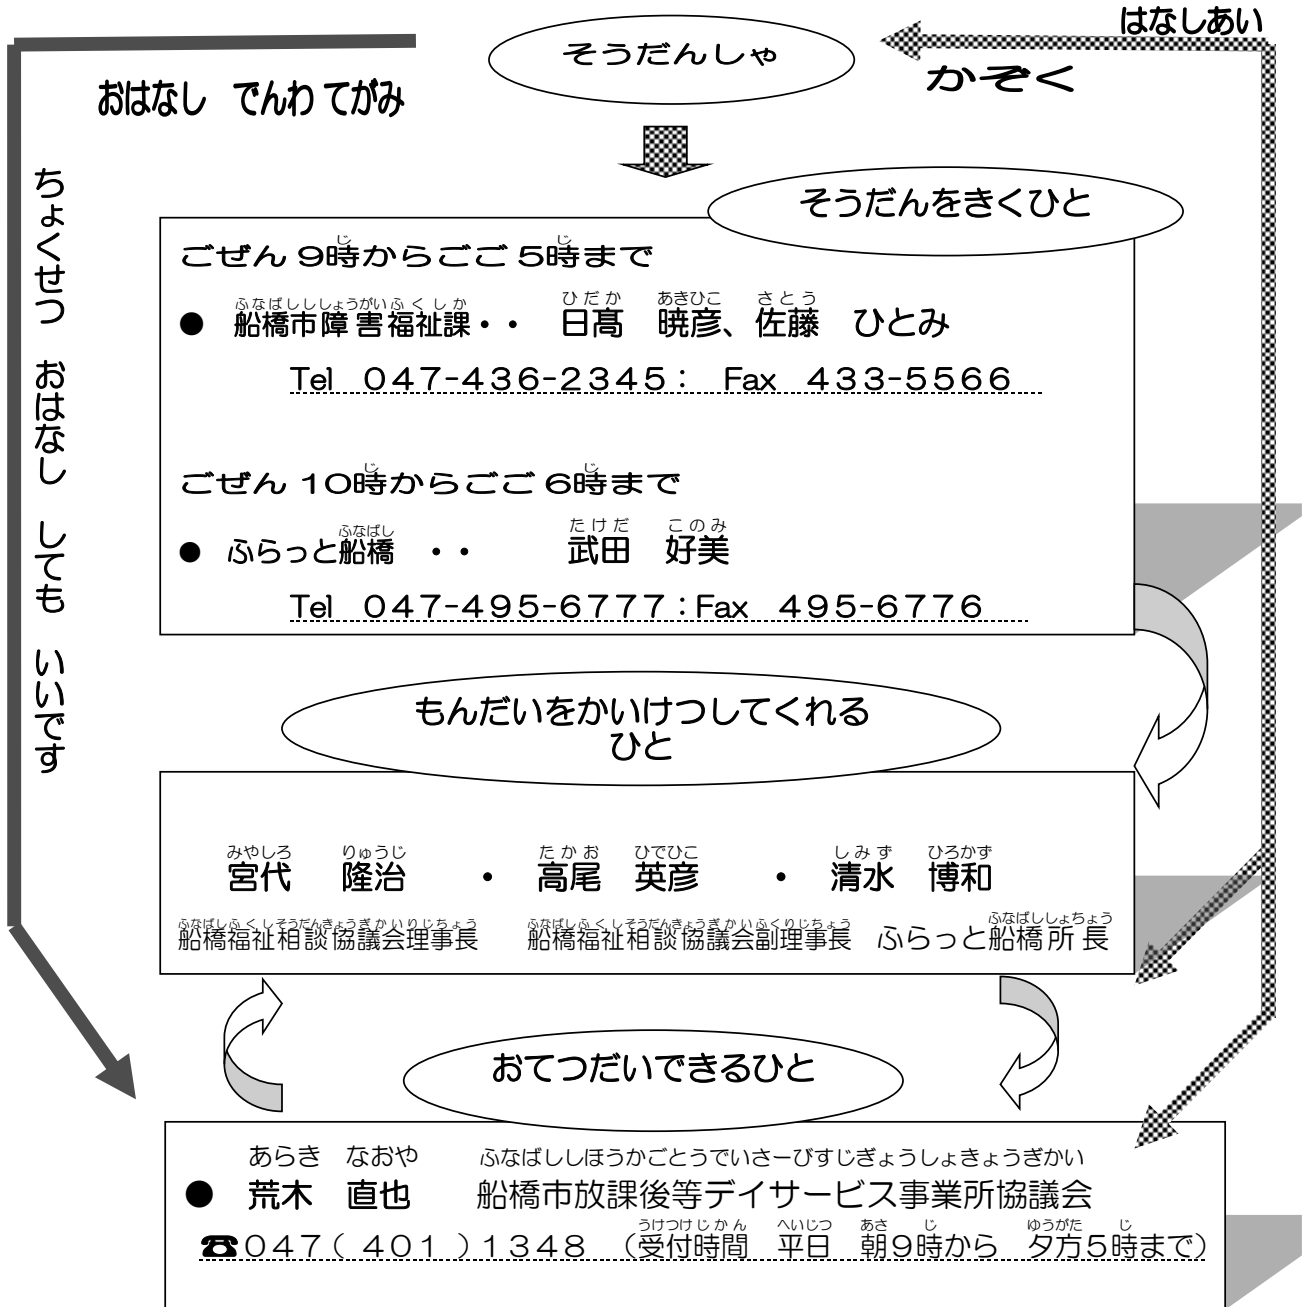 はなしあい
そうだんしゃ
かぞく
おはなし　でんわ てがみ
ちょくせつ　おはなし　しても　いいです
そうだんをきくひと
ごぜん 9時からごご 5時まで
じ　じ
ふなばしししょうがいふくしか　ひだか　あきひこ　さとう
● 船橋市障害福祉課・・　日髙　暁彦、佐藤　ひとみ
Tel　047-436-2345：　Fax　433-5566
じ　じ
ごぜん 10時からごご 6時まで
ふなばし　たけだ　このみ
● ふらっと船橋　・・　武田　好美
Tel　047-495-6777：Fax　495-6776
もんだいをかいけつしてくれる
ひと
みやしろ　りゅうじ　たかお　ひでひこ　しみず　ひろかず
宮代　隆治　・　高尾　英彦　・　清水　博和
ふなばしふくしそうだんきょうぎかいりじちょう　ふなばしふくしそうだんきょうぎかいふくりじちょう　ふなばししょちょう
船橋福祉相談協議会理事長　船橋福祉相談協議会副理事長　ふらっと船橋所長
おてつだいできるひと
あらき　なおや　ふなばししほうかごとうでいさーびすじぎょうしょきょうぎかい
● 荒木　直也　船橋市放課後等デイサービス事業所協議会
うけつけじかん　へいじつ　あさ　じ　ゆうがた　じ
☎047(401)1348　（受付時間　平日　朝9時から　夕方5時まで）